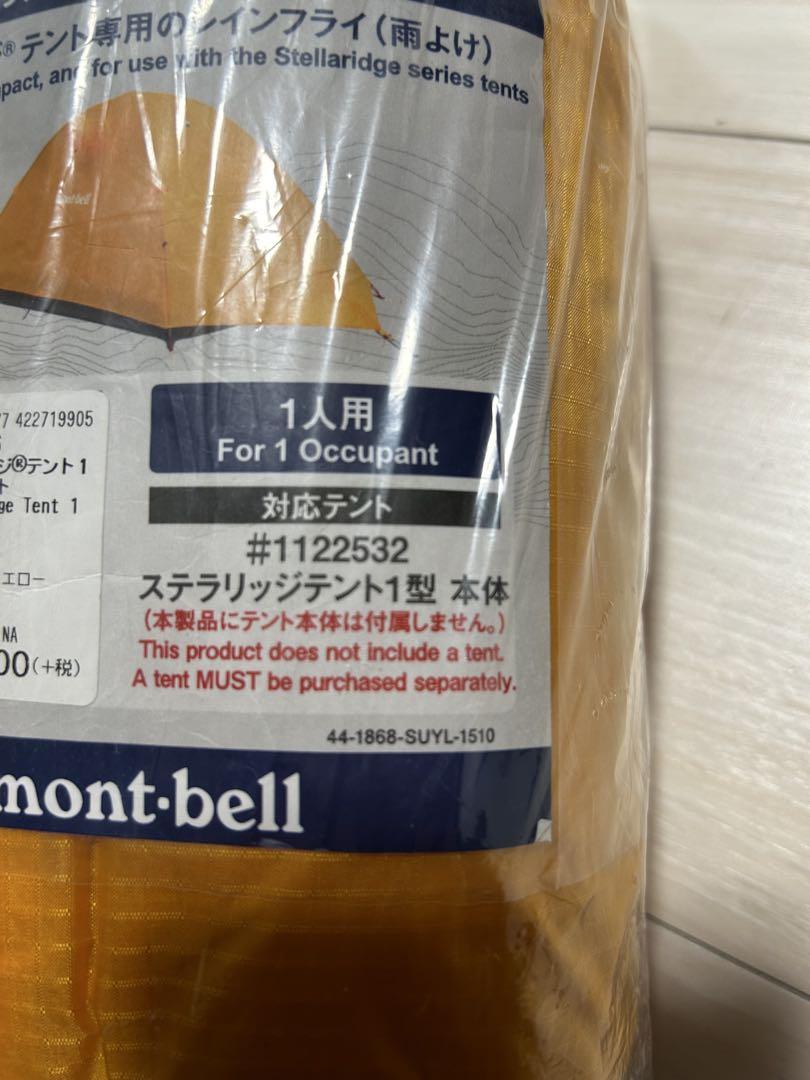 ®テント専用のレインフライ(雨よけ)
and for use with the Stellaridge series tents
mont-bell
422719905
®テント1
Tent 1
エロー
NA
00(+税)
1人用
For 1 Occupant
対応テント
#1122532
ステラリッジテント1型 本体
(本製品にテント本体は付属しません。)
This product does not include a tent.
A tent MUST be purchased separately.
44-1868-SUYL-1510
mont·bell